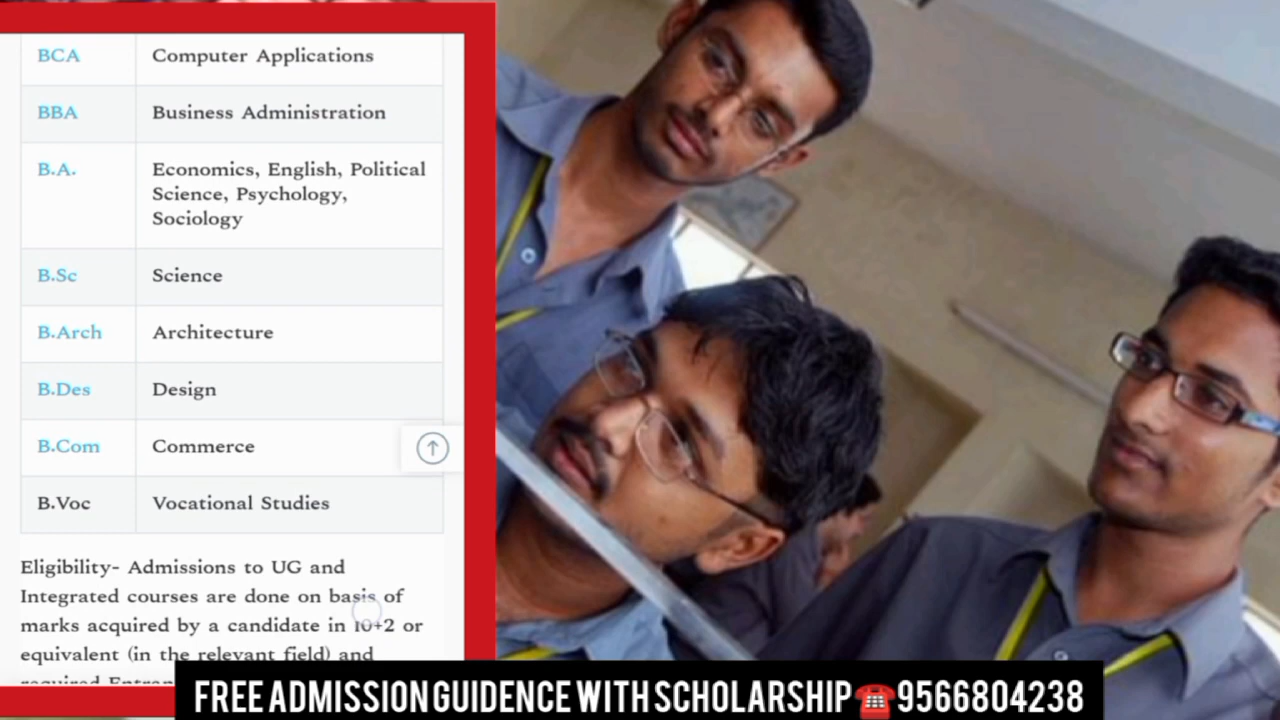 BCA Computer Applications
BBA Business Administration
B.A. Economics, English, Political
Science, Psychology,
Sociology
B.Sc Science
B.Arch Architecture
B.Des Design
B.Com Commerce
B.Voc Vocational Studies
Eligibility- Admissions to UG and
Integrated courses are done on basis of
marks acquired by a candidate in 10+2 or
equivalent (in the relevant field) and
required
FREE ADMISSION GUIDENCE WITH SCHOLARSHIP☎9566804238